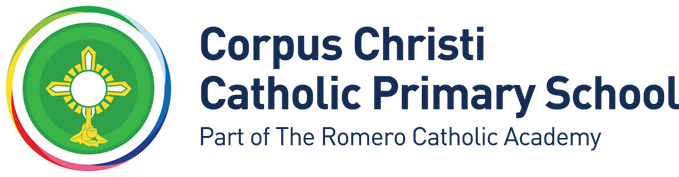 Corpus Christi
Catholic Primary School
Part of The Romero Catholic Academy